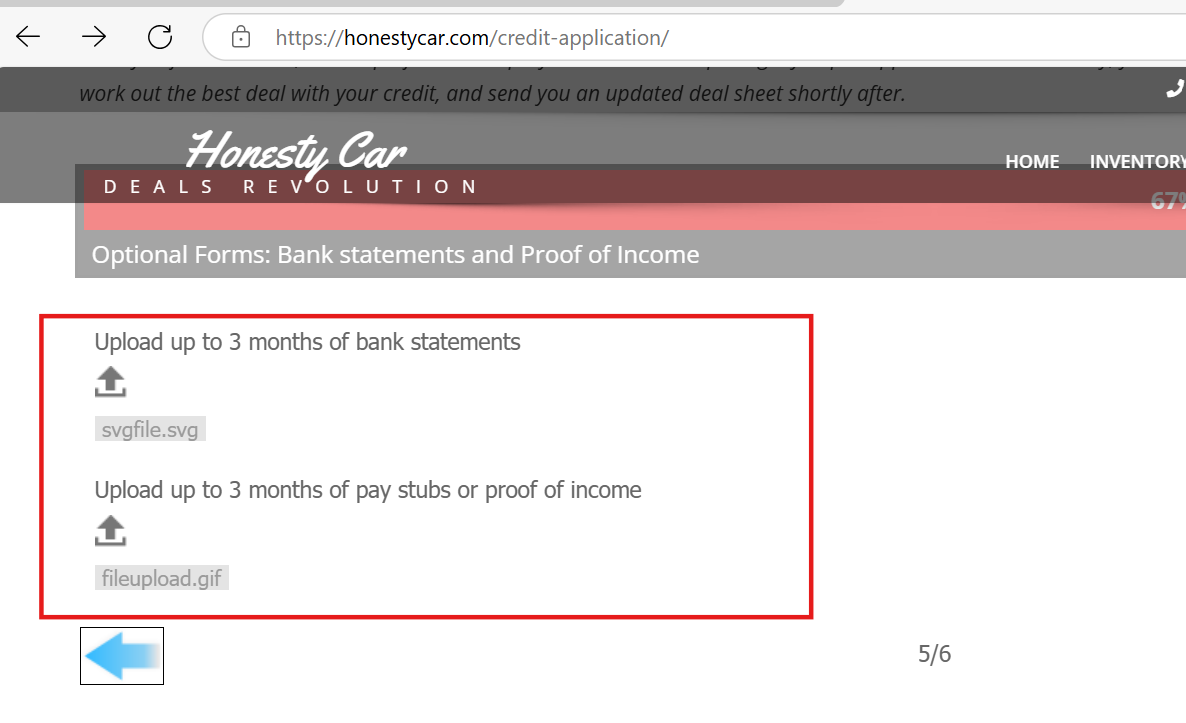 https://honestycar.com/credit-application/
work out the best deal with your credit, and send you an updated deal sheet shortly after.
Honesty Car
DEALS REVOLUTION
HOME INVENTORY
67%
Optional Forms: Bank statements and Proof of Income
Upload up to 3 months of bank statements
svgfile.svg
Upload up to 3 months of pay stubs or proof of income
fileupload.gif
5/6